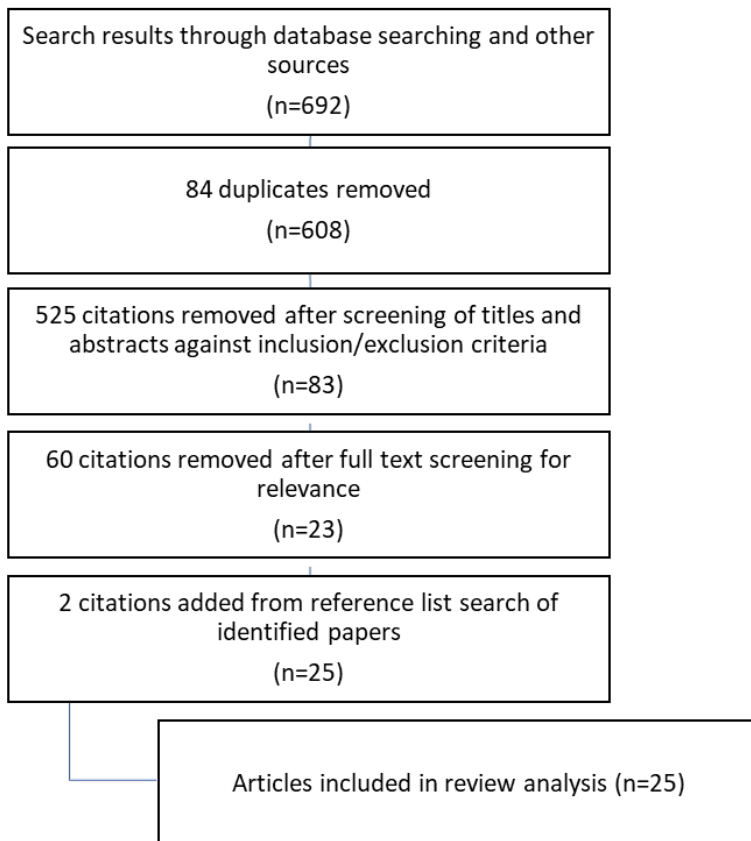 Search results through database searching and other
sources
(n=692)
84 duplicates removed
(n=608)
525 citations removed after screening of titles and
abstracts against inclusion/exclusion criteria
(n=83)
60 citations removed after full text screening for
relevance
(n=23)
2 citations added from reference list search of
identified papers
(n=25)
Articles included in review analysis (n=25)